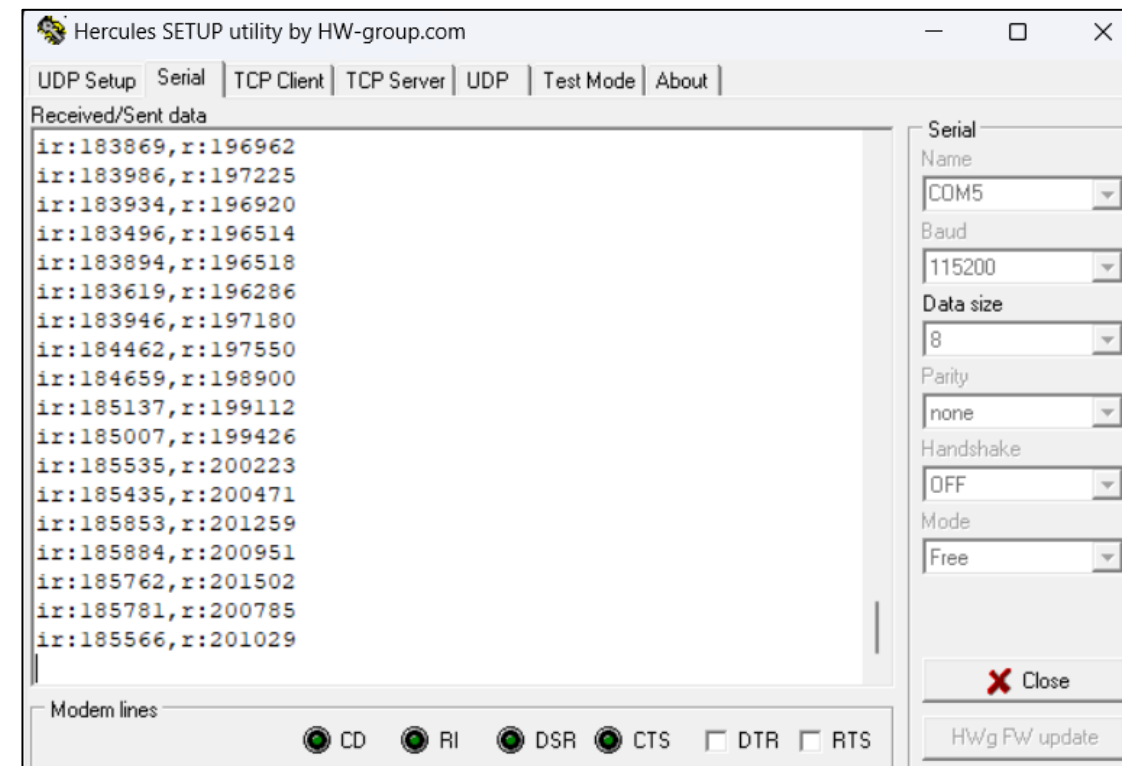 Hercules SETUP utility by HW-group.com
UDP Setup Serial TCP Client TCP Server UDP Test Mode About
Received/Sent data
ir:183869,r:196962
ir:183986,r:197225
ir:183934,r:196920
ir:183496,r:196514
ir:183894,r:196518
ir:183619,r:196286
ir:183946,r:197180
ir:184462,r:197550
ir:184659,r:198900
ir:185137,r:199112
ir:185007,r:199426
ir:185535,r:200223
ir:185435,r:200471
ir:185853,r:201259
ir:185884,r:200951
ir:185762,r:201502
ir:185781,r:200785
ir:185566,r:201029
Serial
Name
COM5
Baud
115200
Data size
8
Parity
none
Handshake
OFF
Mode
Free
Close
HWg FW update
Modem lines
CD RI DSR CTS DTR RTS